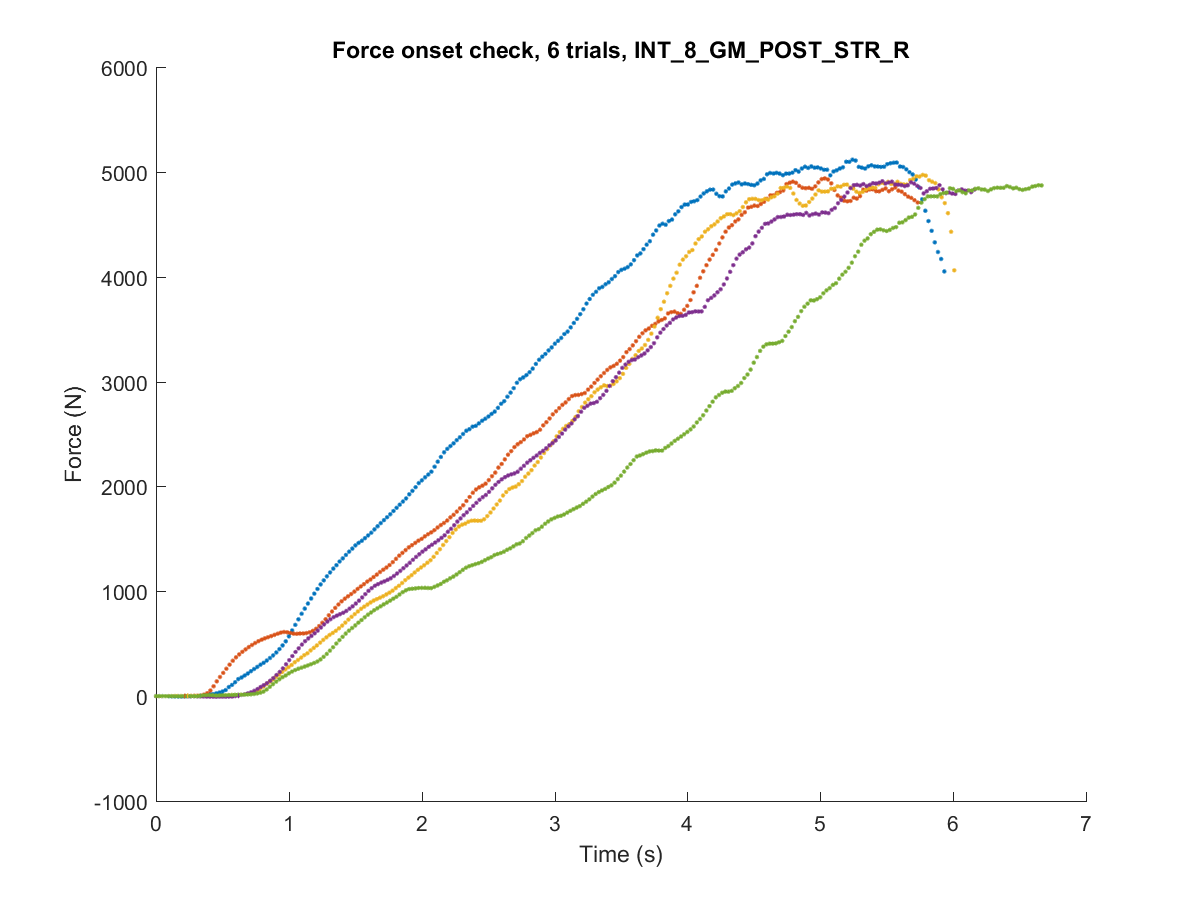 Force onset check, 6 trials, INT_8_GM_POST_STR_R
6000
5000
4000
3000
2000
1000
0
-1000
Force (N)
0 1 2 3 4 5 6 7
Time (s)